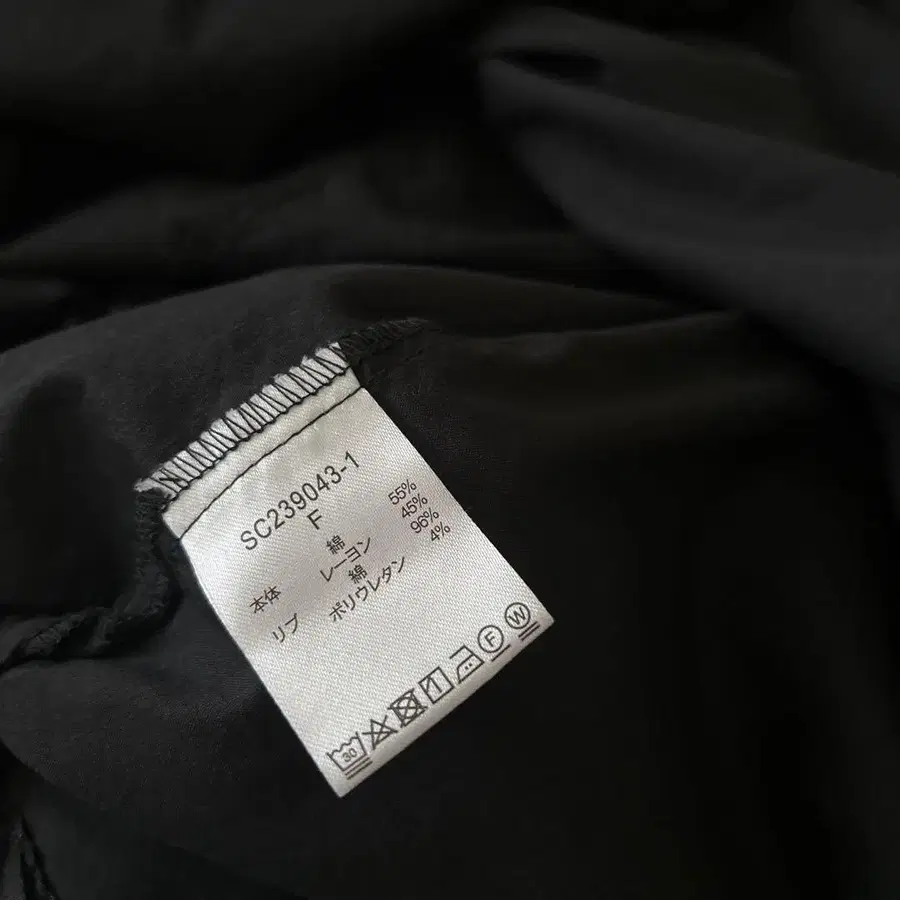 SC239043-1
F
本体 綿 55%
レーヨン 45%
リブ 綿 96%
ポリウレタン 4%
30 F W